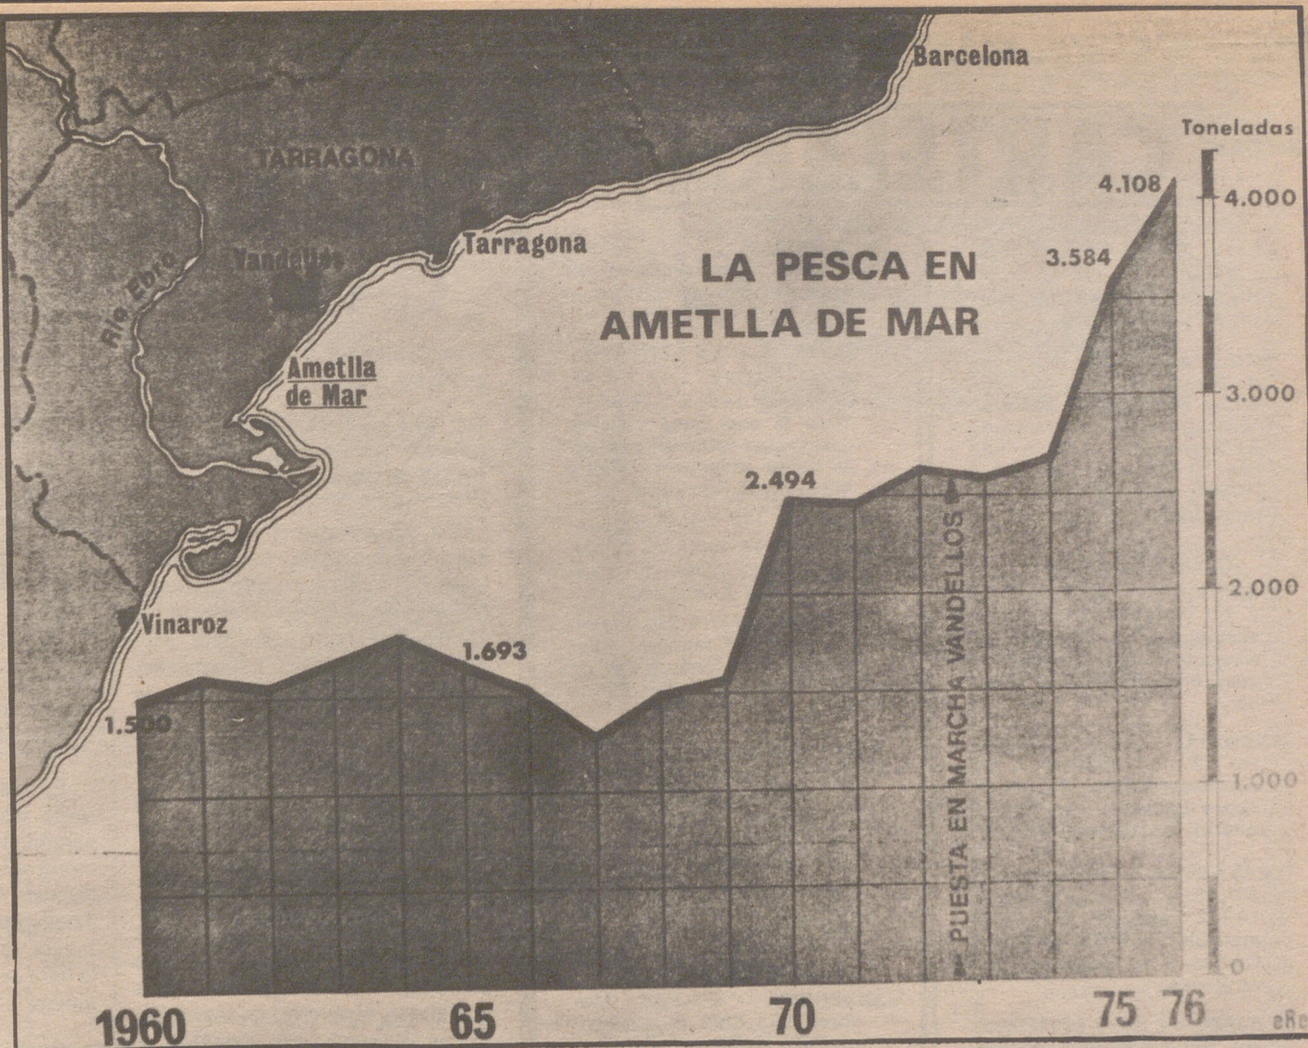 Barcelona
Toneladas
TARRAGONA
4.108
4.000
Tarragona
Vandellós
LA PESCA EN
3.584
Río Ebro
AMETLLA DE MAR
Ametlla
de Mar
3.000
2.494
2.000
Vinaroz
1.693
1.500
PUESTA EN MARCHA VANDELLOS
1.000
0
1960
65
70
75
76